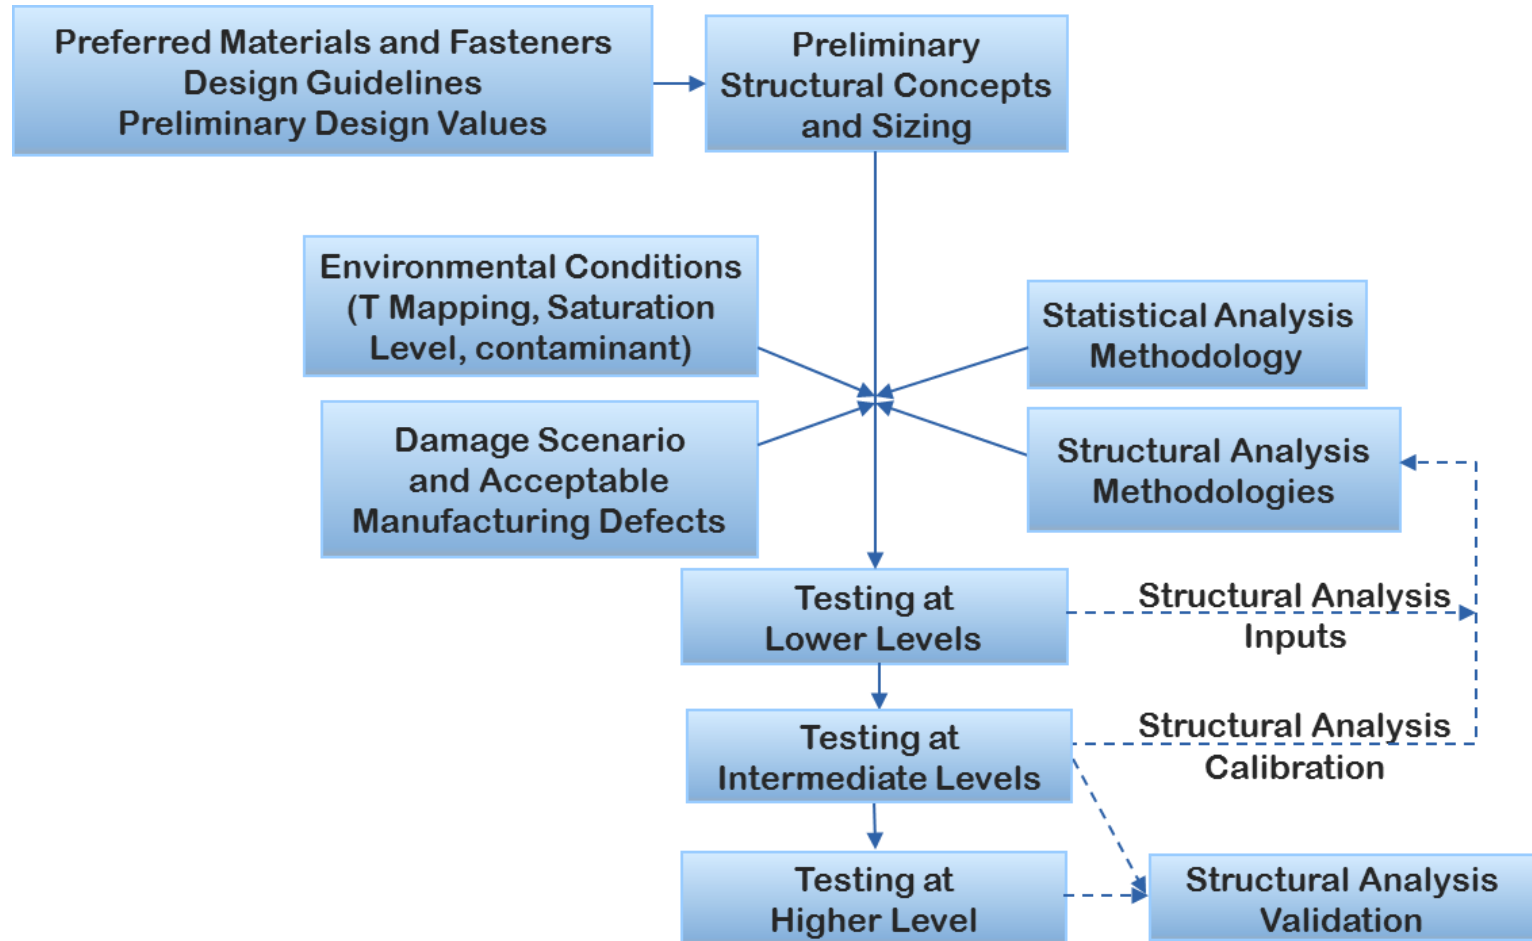 Preferred Materials and Fasteners
Design Guidelines
Preliminary Design Values
Preliminary
Structural Concepts
and Sizing
Environmental Conditions
(T Mapping, Saturation
Level, contaminant)
Statistical Analysis
Methodology
Damage Scenario
and Acceptable
Manufacturing Defects
Structural Analysis
Methodologies
Testing at
Lower Levels
Structural Analysis
Inputs
Testing at
Intermediate Levels
Structural Analysis
Calibration
Testing at
Higher Level
Structural Analysis
Validation